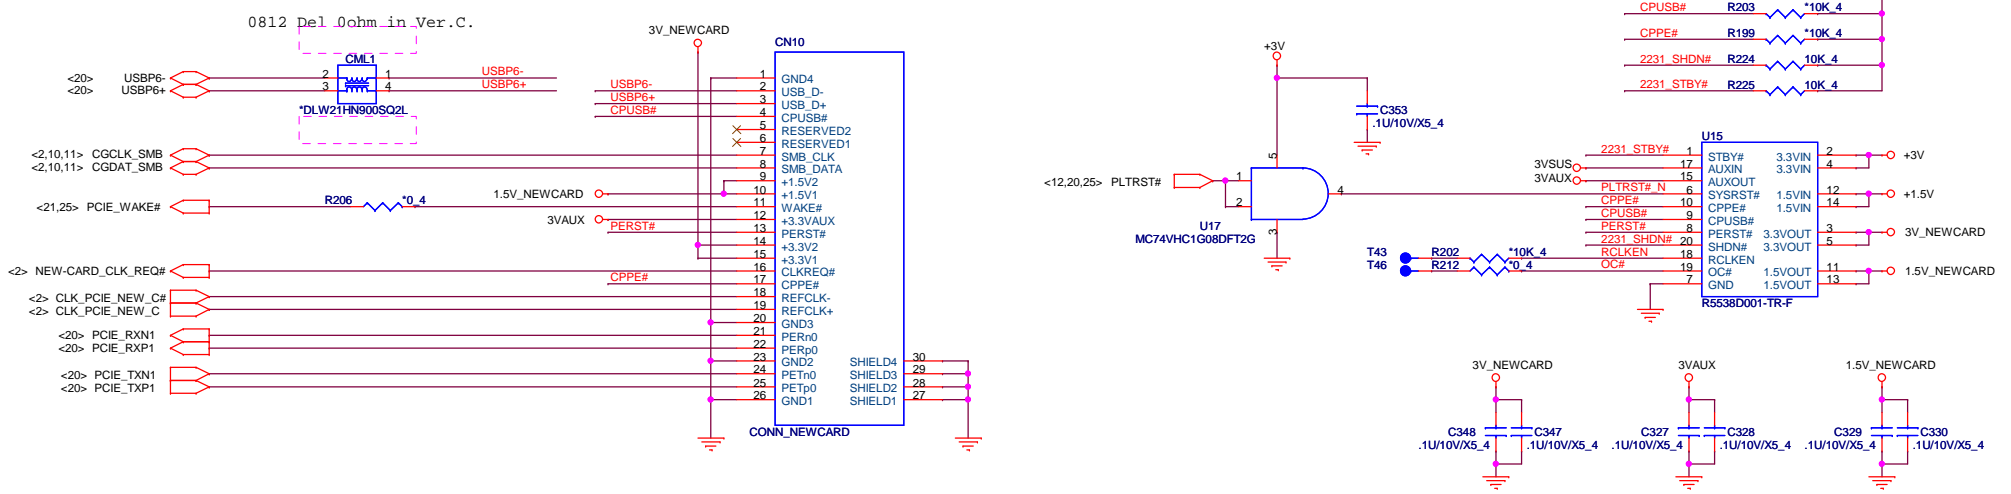 0812 Del 0ohm in Ver.C.
CML1
<20> USBP6- 2 1 USBP6-
<20> USBP6+ 3 4 USBP6+
*DLW21HN900SQ2L
<2,10,11> CGCLK_SMB
<2,10,11> CGDAT_SMB
<21,25> PCIE_WAKE# R206 *0_4
<2> NEW-CARD_CLK_REQ#
<2> CLK_PCIE_NEW_C#
<2> CLK_PCIE_NEW_C
<20> PCIE_RXN1
<20> PCIE_RXP1
<20> PCIE_TXN1
<20> PCIE_TXP1
3V_NEWCARD
CN10
1 GND4
USBP6- 2 USB_D-
USBP6+ 3 USB_D+
CPUSB# 4 CPUSB#
5 RESERVED2
6 RESERVED1
7 SMB_CLK
8 SMB_DATA
9 +1.5V2
1.5V_NEWCARD 10 +1.5V1
11 WAKE#
3VAUX 12 +3.3VAUX
PERST# 13 PERST#
14 +3.3V2
15 +3.3V1
16 CLKREQ#
CPPE# 17 CPPE#
18 REFCLK-
19 REFCLK+
20 GND3
21 PERn0
22 PERp0
23 GND2 SHIELD4 30
24 PETn0 SHIELD3 29
25 PETp0 SHIELD2 28
26 GND1 SHIELD1 27
CONN_NEWCARD
+3V
C353
.1U/10V/X5_4
5
<12,20,25> PLTRST# 1
2
4
3
U17
MC74VHC1G08DFT2G
CPUSB# R203 *10K_4
CPPE# R199 *10K_4
2231_SHDN# R224 10K_4
2231_STBY# R225 10K_4
U15
2231_STBY# 1 STBY# 3.3VIN 2 +3V
3VSUS 17 AUXIN 3.3VIN 4
3VAUX 15 AUXOUT
PLTRST#_N 6 SYSRST# 1.5VIN 12 +1.5V
CPPE# 10 CPPE# 1.5VIN 14
CPUSB# 9 CPUSB#
PERST# 8 PERST# 3.3VOUT 3 3V_NEWCARD
2231_SHDN# 20 SHDN# 3.3VOUT 5
T43 R202 *10K_4 RCLKEN 18 RCLKEN
T46 R212 *0_4 OC# 19 OC# 1.5VOUT 11 1.5V_NEWCARD
7 GND 1.5VOUT 13
R5538D001-TR-F
3V_NEWCARD 3VAUX 1.5V_NEWCARD
C348 C347 C327 C328 C329 C330
.1U/10V/X5_4 .1U/10V/X5_4 .1U/10V/X5_4 .1U/10V/X5_4 .1U/10V/X5_4 .1U/10V/X5_4